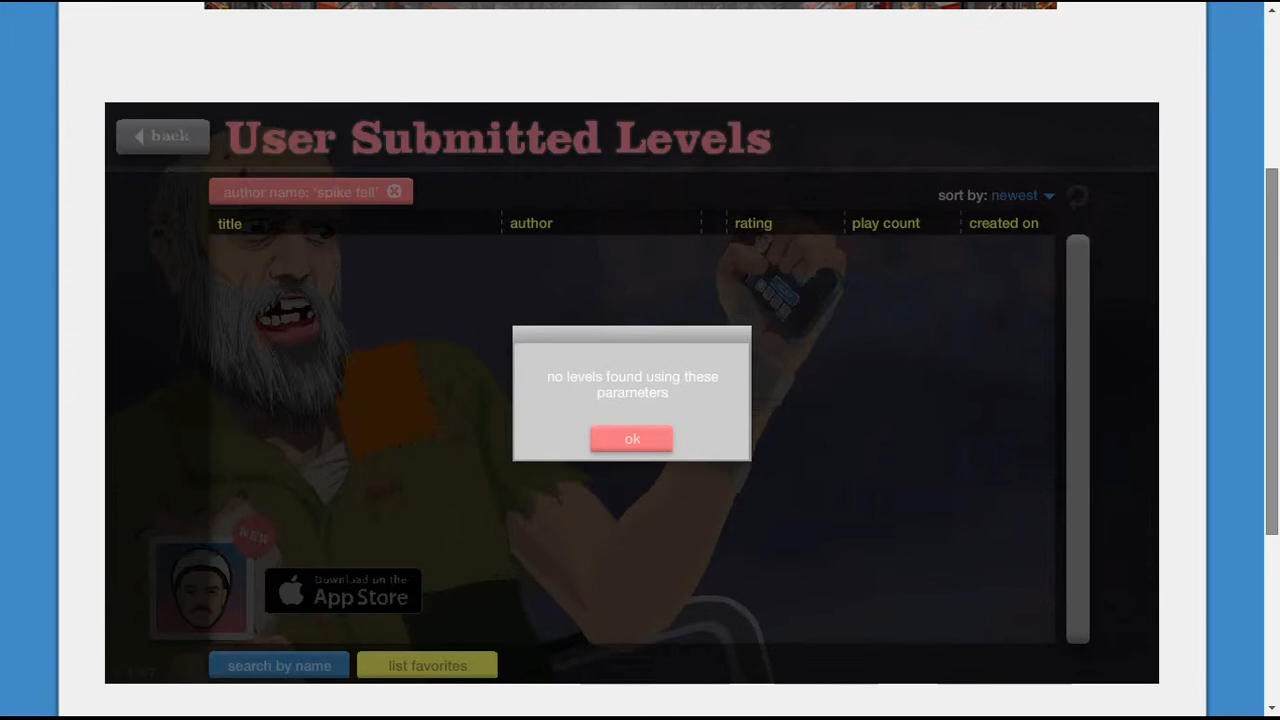 back
User Submitted Levels
author name: 'spike fall'
sort by: newest
title
author
rating
play count
created on
no levels found using these
parameters
ok
NEW
Download on the
App Store
search by name
list favorites